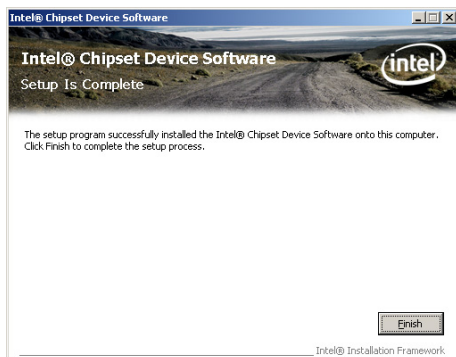 Intel® Chipset Device Software
Intel® Chipset Device Software
intel
Setup Is Complete
The setup program successfully installed the Intel® Chipset Device Software onto this computer.
Click Finish to complete the setup process.
Finish
Intel® Installation Framework